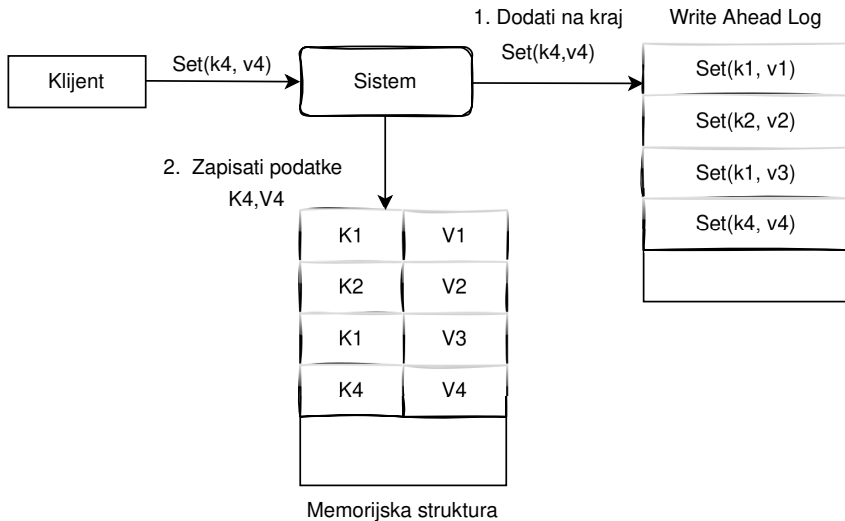 1. Dodati na kraj
Set(k4,v4)
Write Ahead Log
Klijent
Set(k4, v4)
Sistem
Set(k1, v1)
Set(k2, v2)
Set(k1, v3)
Set(k4, v4)
2. Zapisati podatke
K4,V4
K1 V1
K2 V2
K1 V3
K4 V4
Memorijska struktura